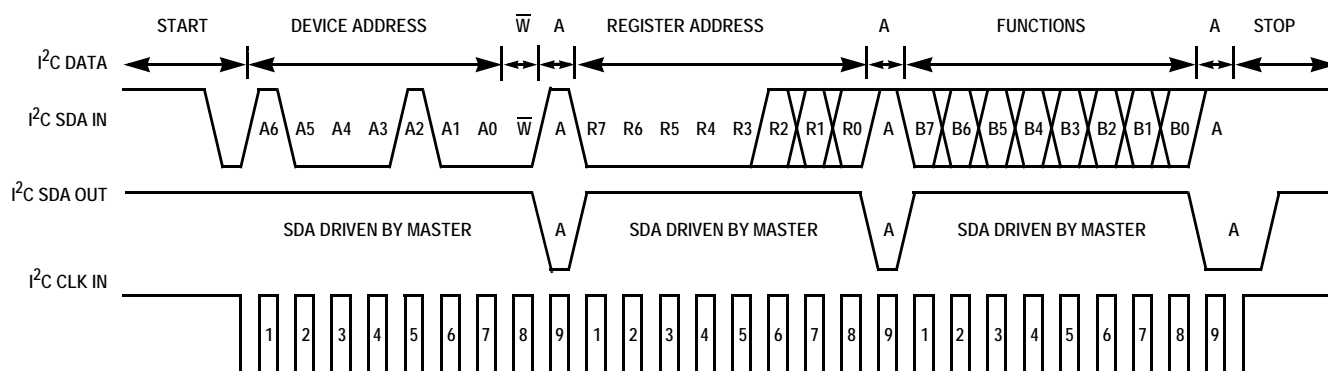 START DEVICE ADDRESS W̅ A REGISTER ADDRESS A FUNCTIONS A STOP
I²C DATA
I²C SDA IN A6 A5 A4 A3 A2 A1 A0 W̅ A R7 R6 R5 R4 R3 R2 R1 R0 A B7 B6 B5 B4 B3 B2 B1 B0 A
I²C SDA OUT
SDA DRIVEN BY MASTER A SDA DRIVEN BY MASTER A SDA DRIVEN BY MASTER A
I²C CLK IN
1 2 3 4 5 6 7 8 9 1 2 3 4 5 6 7 8 9 1 2 3 4 5 6 7 8 9